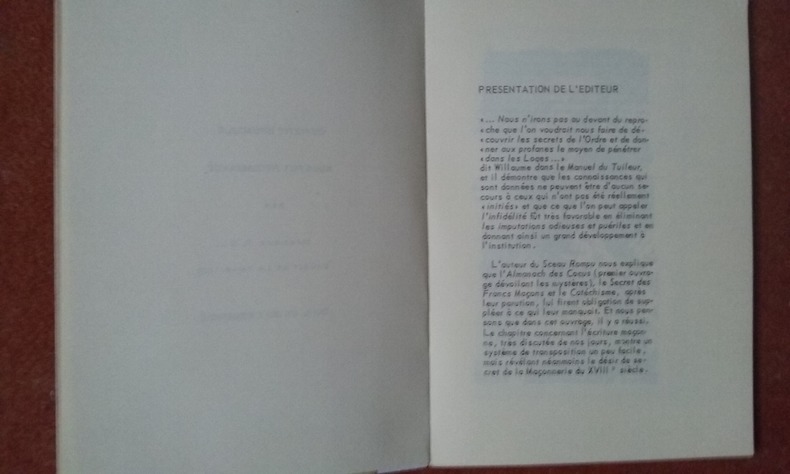 PRESENTATION DE L'EDITEUR
«... Nous n'irons pas au devant du repro-
«che que l'on voudrait nous faire de dé-
«couvrir les secrets de l'Ordre et de don-
«ner aux profanes le moyen de pénétrer
«dans les Loges...»
dit Willaume dans le Manuel du Tuileur,
et il démontre que les connaissances qui
sont données ne peuvent être d'aucun se-
cours à ceux qui n'ont pas été réellement
«initiés» et que ce que l'on peut appeler
l'infidélité est très favorable en éliminant
les imputations odieuses et puériles et en
donnant ainsi un grand développement à
l'institution.
L'auteur du Sceau Rompu nous explique
que l'Almanach des Cocus (premier ouvra-
ge dévoilant les mystères), le Secret des
Francs Maçons et le Catéchisme, après
leur parution, lui firent obligation de sup-
pléer à ce qui leur manquait. Et nous pen-
sons que dans cet ouvrage, il y a réussi.
Le chapitre concernant l'écriture maçon-
ne, très discutée de nos jours, montre un
système de transposition un peu facile,
mais révélant néanmoins le désir de se-
cret de la Maçonnerie du XVIII° siècle.